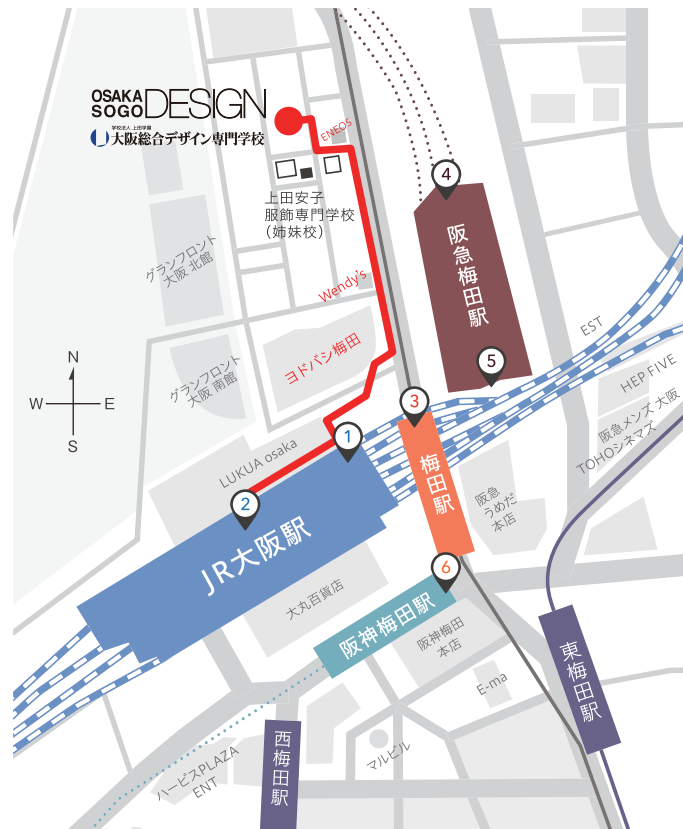 OSAKA
SOGO
DESIGN
学校法人 上田学園
大阪総合デザイン専門学校
ENEOS
上田安子
服飾専門学校
（姉妹校）
4
阪急梅田駅
グランフロント
大阪 北館
Wendy's
ヨドバシ梅田
EST
5
N
W
E
S
グランフロント
大阪 南館
HEP FIVE
3
阪急メンズ 大阪
TOHOシネマズ
1
LUKUA osaka
梅田駅
2
阪急
うめだ
本店
JR大阪駅
6
大丸百貨店
阪神梅田駅
阪神梅田
本店
東梅田駅
E-ma
西梅田駅
マルビル
ハービスPLAZA
ENT